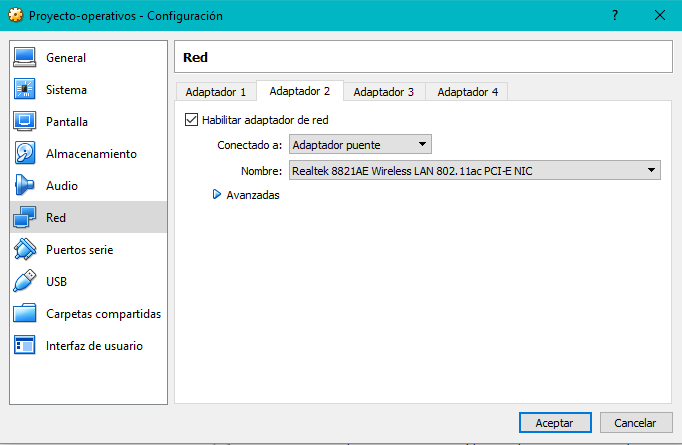 Proyecto-operativos - Configuración
?
General
Sistema
Pantalla
Almacenamiento
Audio
Red
Puertos serie
USB
Carpetas compartidas
Interfaz de usuario
Red
Adaptador 1 Adaptador 2 Adaptador 3 Adaptador 4
Habilitar adaptador de red
Conectado a: Adaptador puente
Nombre: Realtek 8821AE Wireless LAN 802.11ac PCI-E NIC
Avanzadas
Aceptar Cancelar